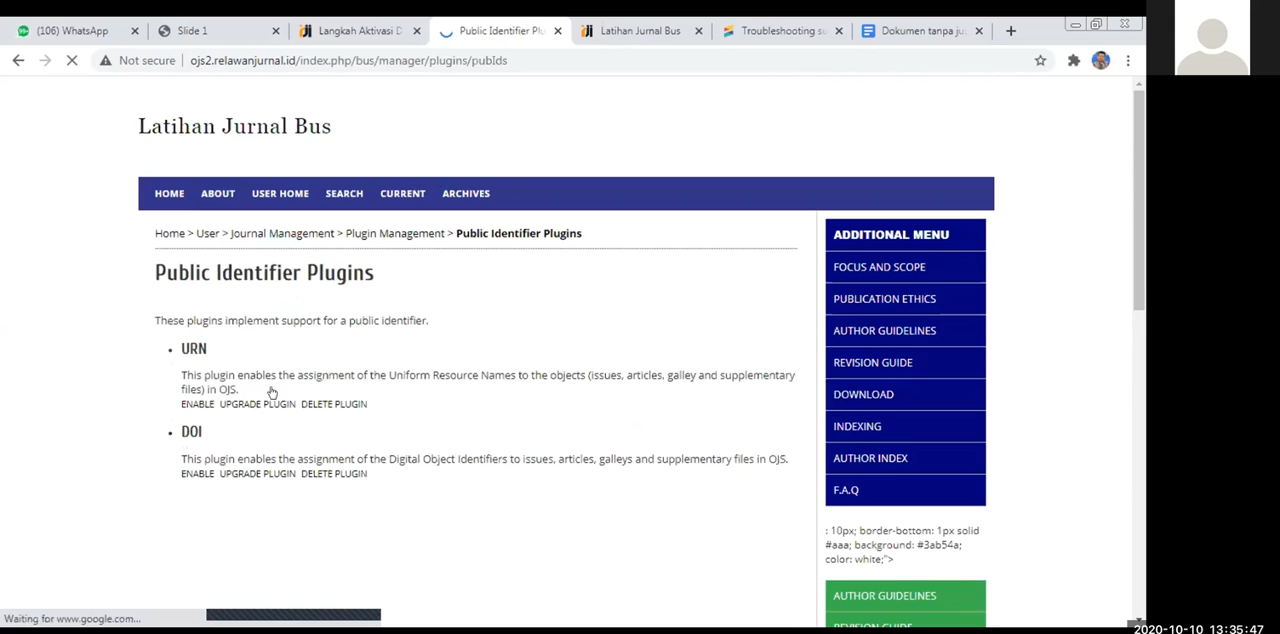 (106) WhatsApp
Slide 1
Langkah Aktivasi D
Public Identifier Plu
Latihan Jurnal Bus
Troubleshooting su
Dokumen tanpa ju
Not secure
ojs2.relawanjurnal.id/index.php/bus/manager/plugins/pubIds
Latihan Jurnal Bus
HOME ABOUT USER HOME SEARCH CURRENT ARCHIVES
Home > User > Journal Management > Plugin Management > Public Identifier Plugins
Public Identifier Plugins
These plugins implement support for a public identifier.
• URN
This plugin enables the assignment of the Uniform Resource Names to the objects (issues, articles, galley and supplementary
files) in OJS.
ENABLE UPGRADE PLUGIN DELETE PLUGIN
• DOI
This plugin enables the assignment of the Digital Object Identifiers to issues, articles, galleys and supplementary files in OJS.
ENABLE UPGRADE PLUGIN DELETE PLUGIN
ADDITIONAL MENU
FOCUS AND SCOPE
PUBLICATION ETHICS
AUTHOR GUIDELINES
REVISION GUIDE
DOWNLOAD
INDEXING
AUTHOR INDEX
F.A.Q
: 10px; border-bottom: 1px solid
#aaa; background: #3ab54a;
color: white;">
AUTHOR GUIDELINES
REVISION GUIDE
Waiting for www.google.com...
2020-10-10 13:35:47